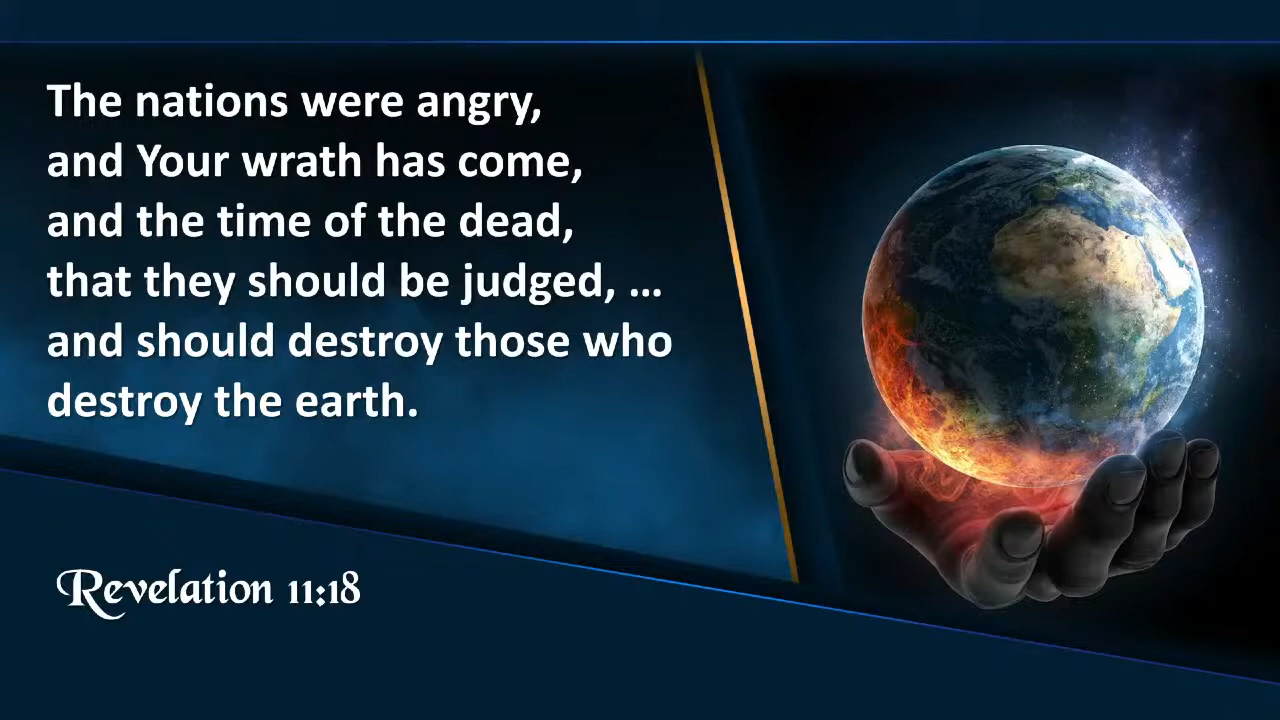 The nations were angry,
and Your wrath has come,
and the time of the dead,
that they should be judged, ...
and should destroy those who
destroy the earth.
Revelation 11:18